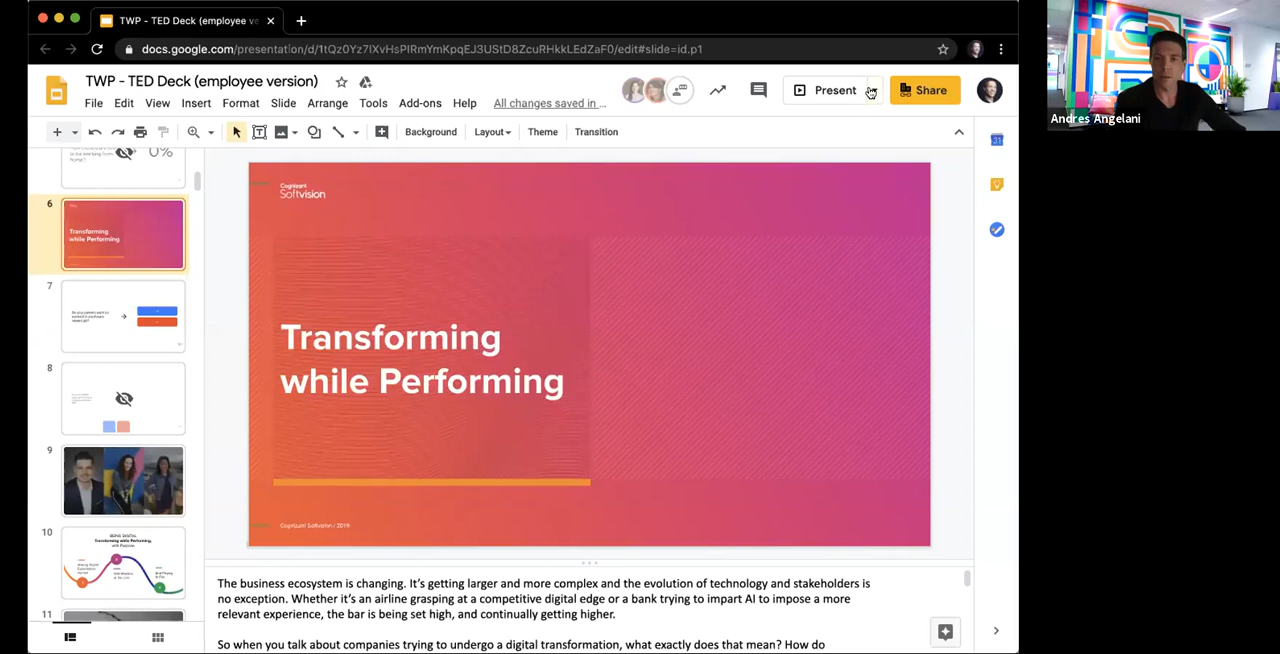 TWP - TED Deck (employee ve
docs.google.com/presentation/d/1tQz0Yz7lXvHsPIRmYmKpqEJ3UStD8ZcuRHkkLEdZaF0/edit#slide=id.p1
TWP - TED Deck (employee version)
Present
Share
File Edit View Insert Format Slide Arrange Tools Add-ons Help All changes saved in ...
Background Layout Theme Transition
Andres Angelani
31
0%
6
Transforming
while Performing
7
8
9
10
Transforming while Performing,
11
Cognizant
Softvision
Transforming
while Performing
Cognizant Softvision / 2019
The business ecosystem is changing. It's getting larger and more complex and the evolution of technology and stakeholders is
no exception. Whether it's an airline grasping at a competitive digital edge or a bank trying to impart AI to impose a more
relevant experience, the bar is being set high, and continually getting higher.
So when you talk about companies trying to undergo a digital transformation, what exactly does that mean? How do